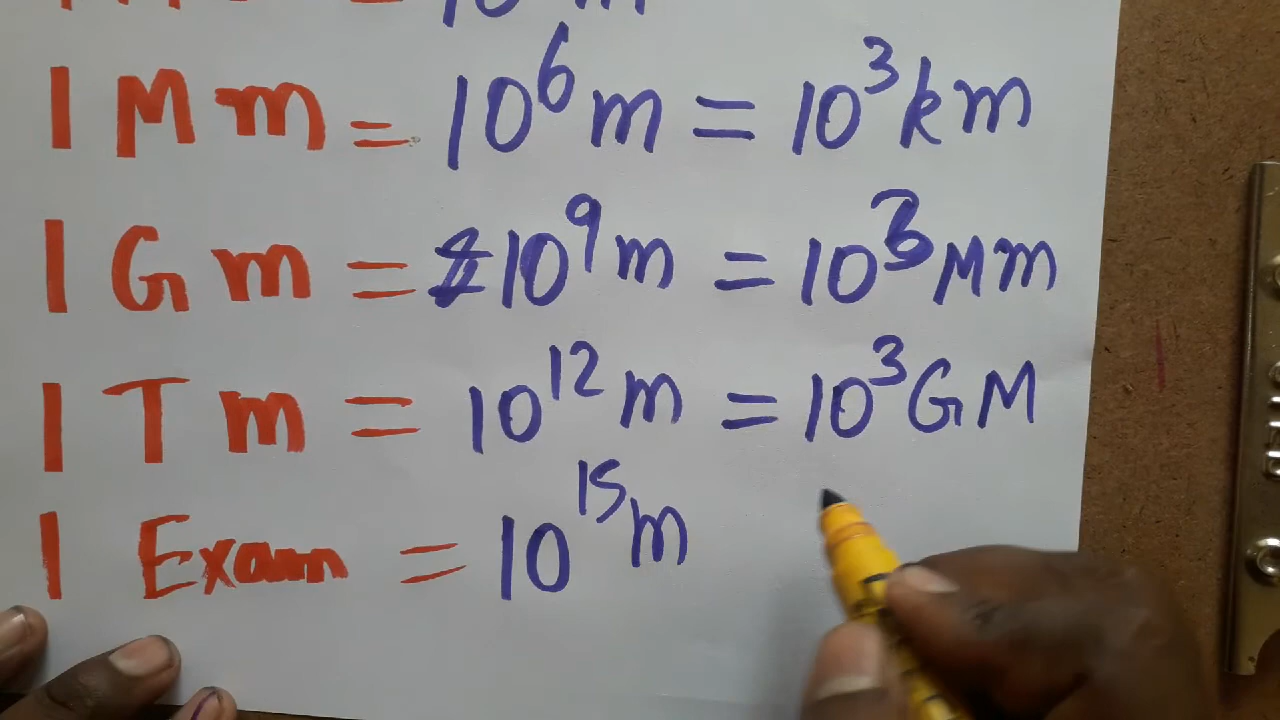 1 Mm = 10⁶ m = 10³ km
1 Gm = 10⁹ m = 10³ Mm
1 Tm = 10¹² m = 10³ GM
1 Exam = 10¹⁵ m